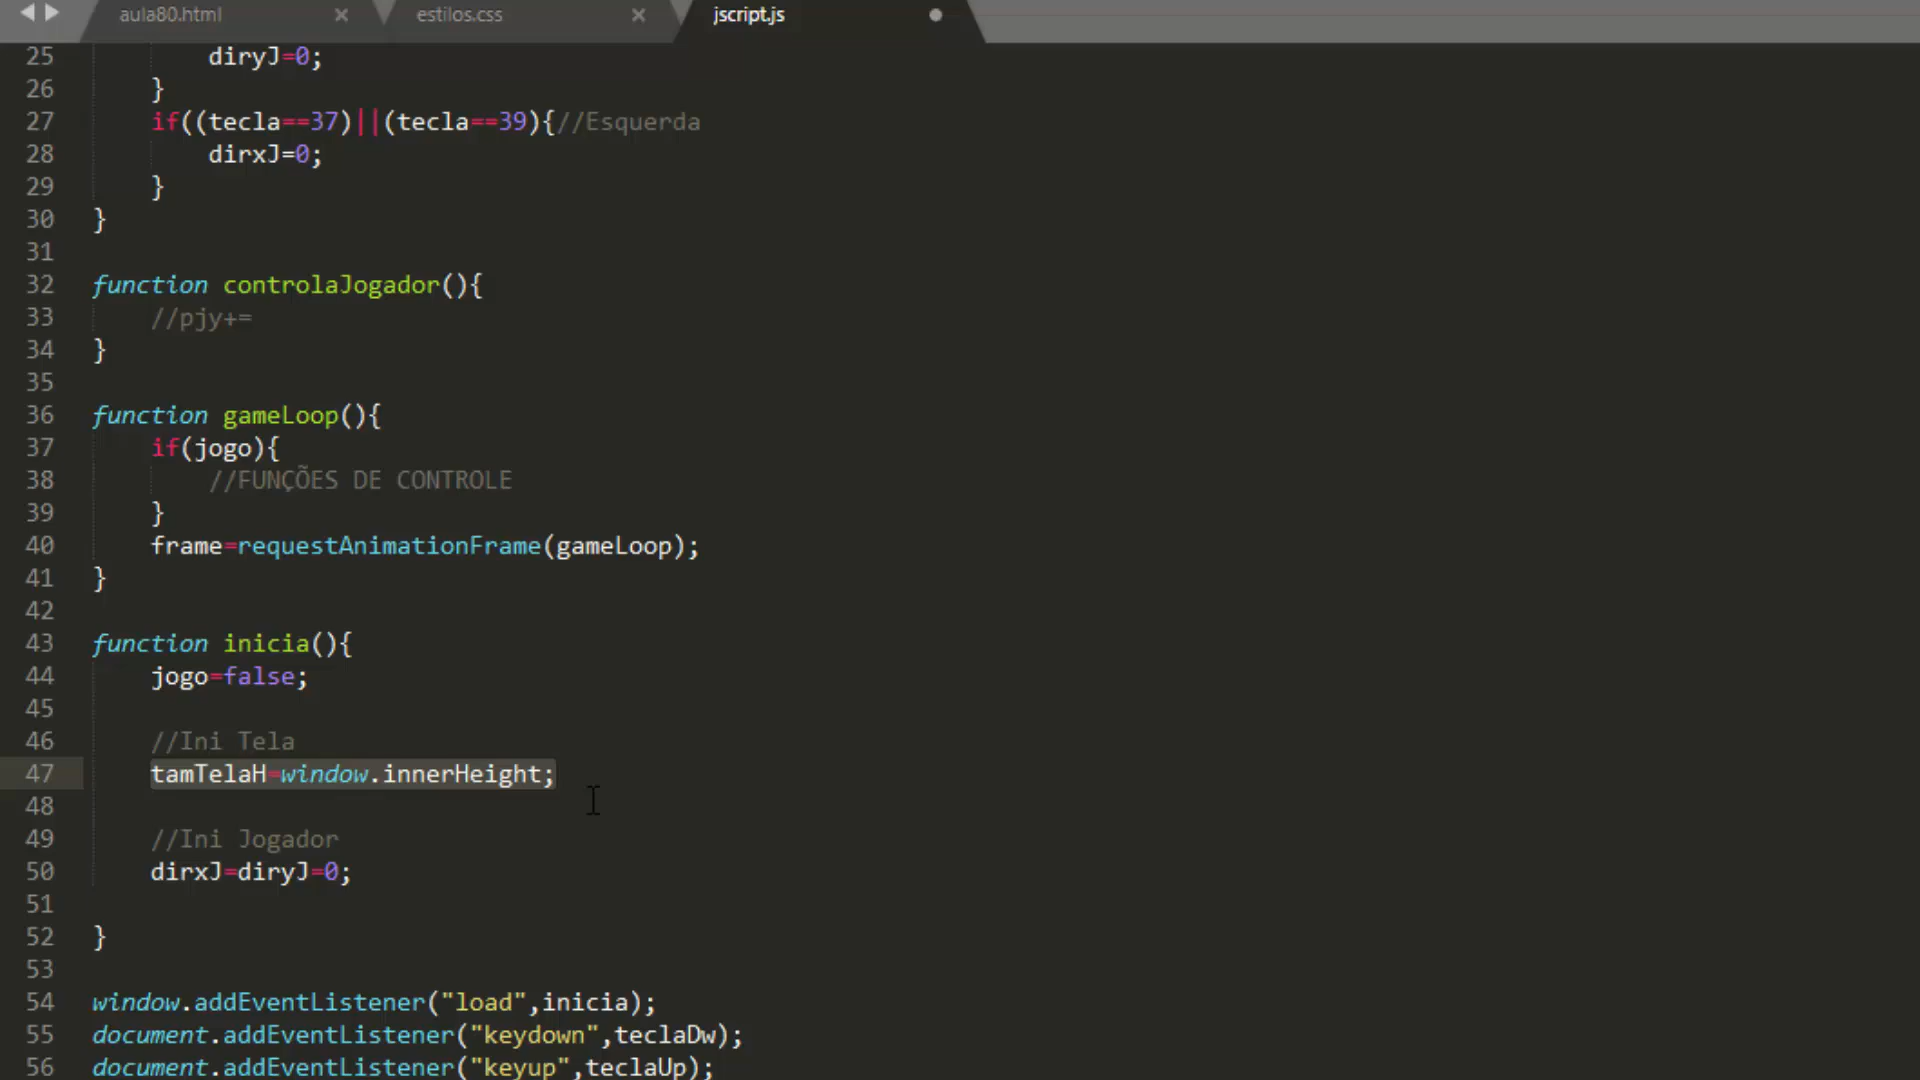 aula80.html × estilos.css × jscript.js
25 diryJ=0;
26 }
27 if((tecla==37)||(tecla==39){//Esquerda
28 dirxJ=0;
29 }
30 }
31
32 function controlaJogador(){
33 //pjy+=
34 }
35
36 function gameLoop(){
37 if(jogo){
38 //FUNÇÕES DE CONTROLE
39 }
40 frame=requestAnimationFrame(gameLoop);
41 }
42
43 function inicia(){
44 jogo=false;
45
46 //Ini Tela
47 tamTelaH=window.innerHeight;
48
49 //Ini Jogador
50 dirxJ=diryJ=0;
51
52 }
53
54 window.addEventListener("load",inicia);
55 document.addEventListener("keydown",teclaDw);
56 document.addEventListener("keyup",teclaUp);